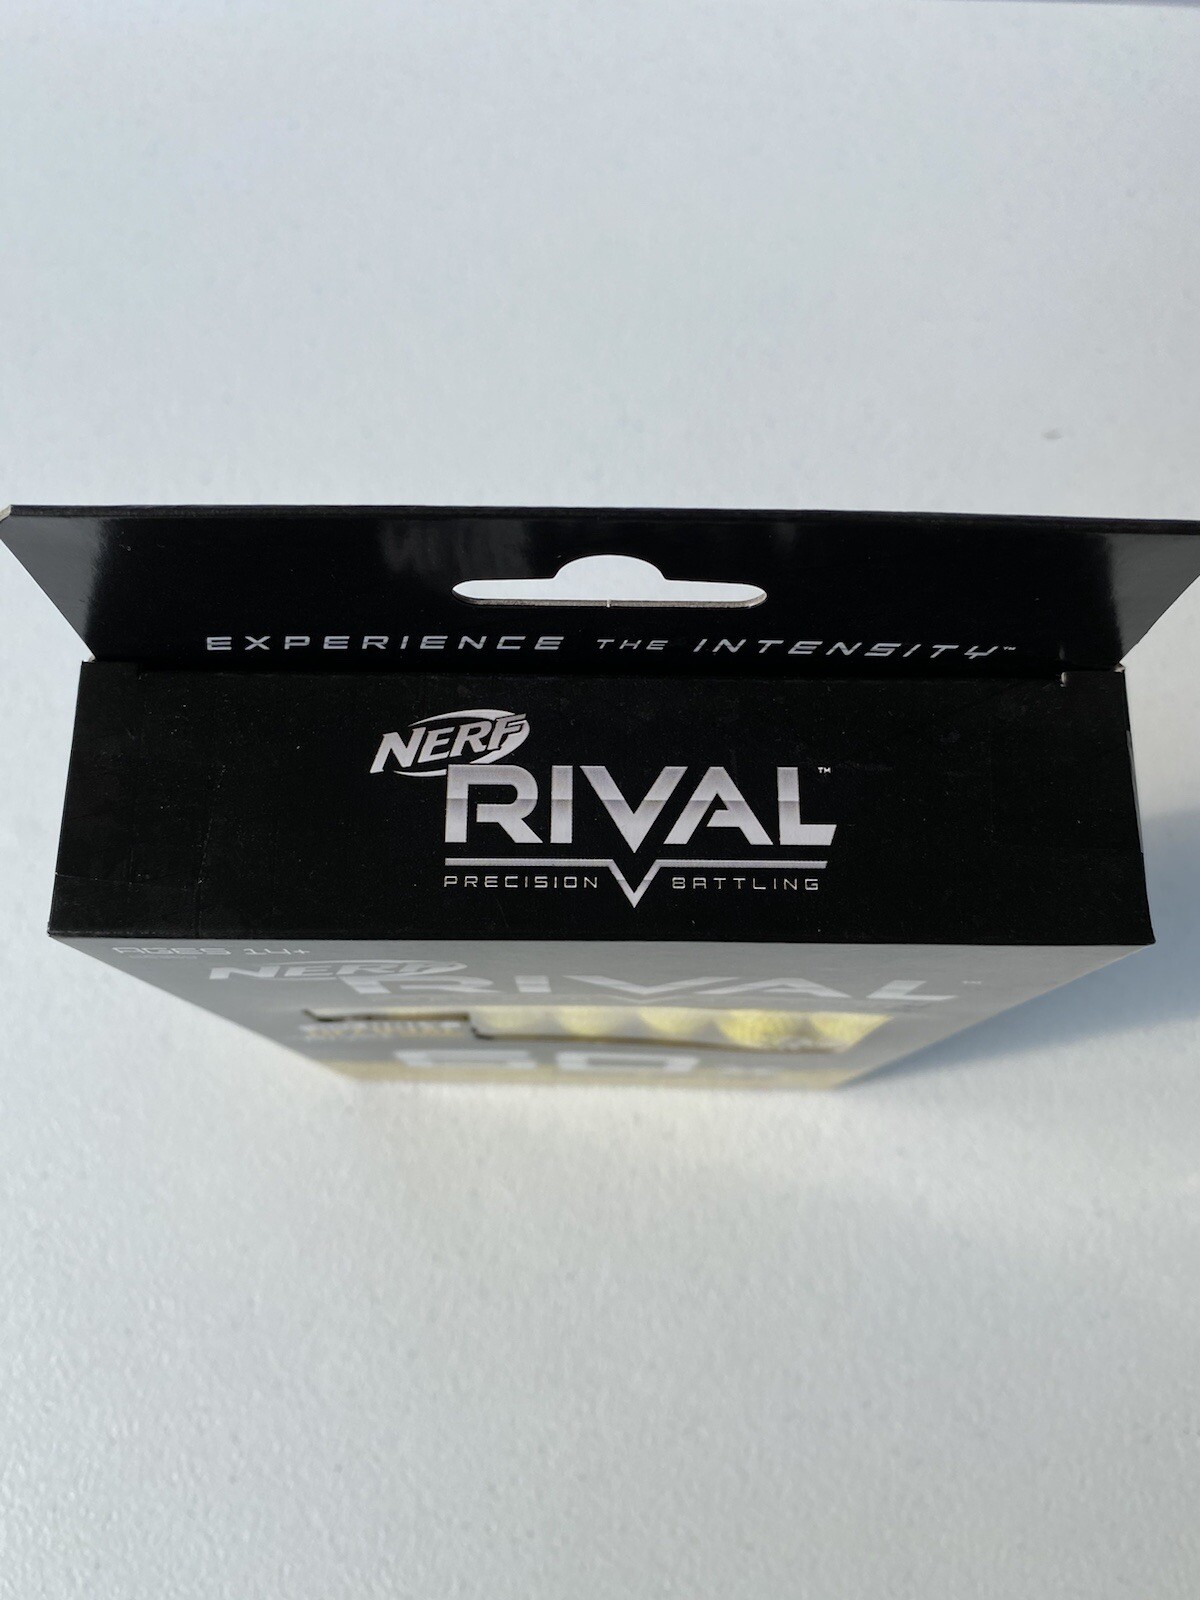 EXPERIENCE THE INTENSITY™
NERF
RIVAL™
PRECISION BATTLING
AGES 14+
NERF
RIVAL